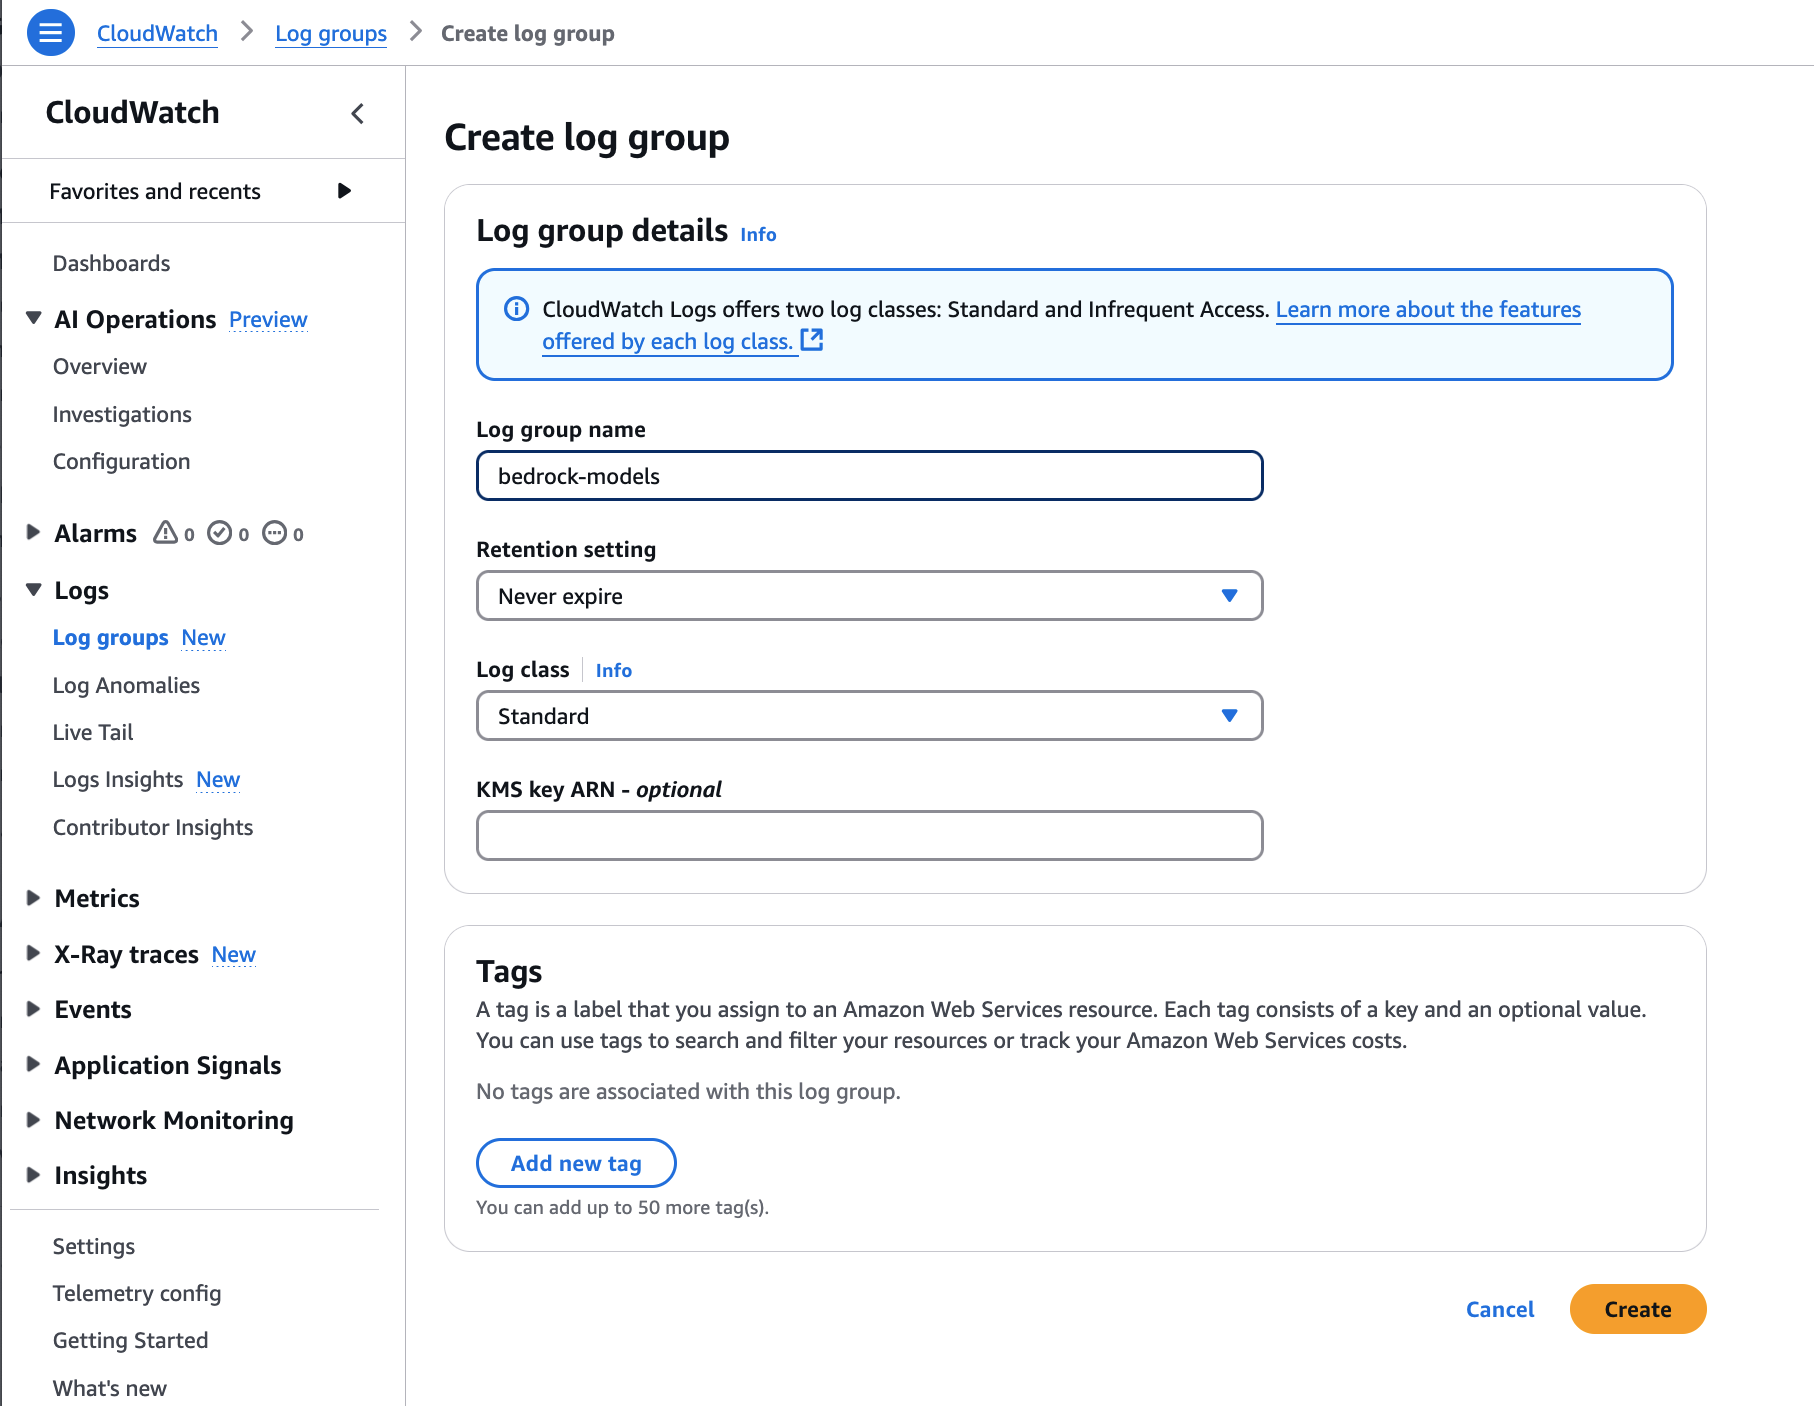 CloudWatch > Log groups > Create log group
CloudWatch
Favorites and recents
Dashboards
AI Operations Preview
Overview
Investigations
Configuration
Alarms 0 0 0
Logs
Log groups New
Log Anomalies
Live Tail
Logs Insights New
Contributor Insights
Metrics
X-Ray traces New
Events
Application Signals
Network Monitoring
Insights
Settings
Telemetry config
Getting Started
What's new
Create log group
Log group details Info
CloudWatch Logs offers two log classes: Standard and Infrequent Access. Learn more about the features
offered by each log class.
Log group name
bedrock-models
Retention setting
Never expire
Log class Info
Standard
KMS key ARN - optional
Tags
A tag is a label that you assign to an Amazon Web Services resource. Each tag consists of a key and an optional value.
You can use tags to search and filter your resources or track your Amazon Web Services costs.
No tags are associated with this log group.
Add new tag
You can add up to 50 more tag(s).
Cancel Create